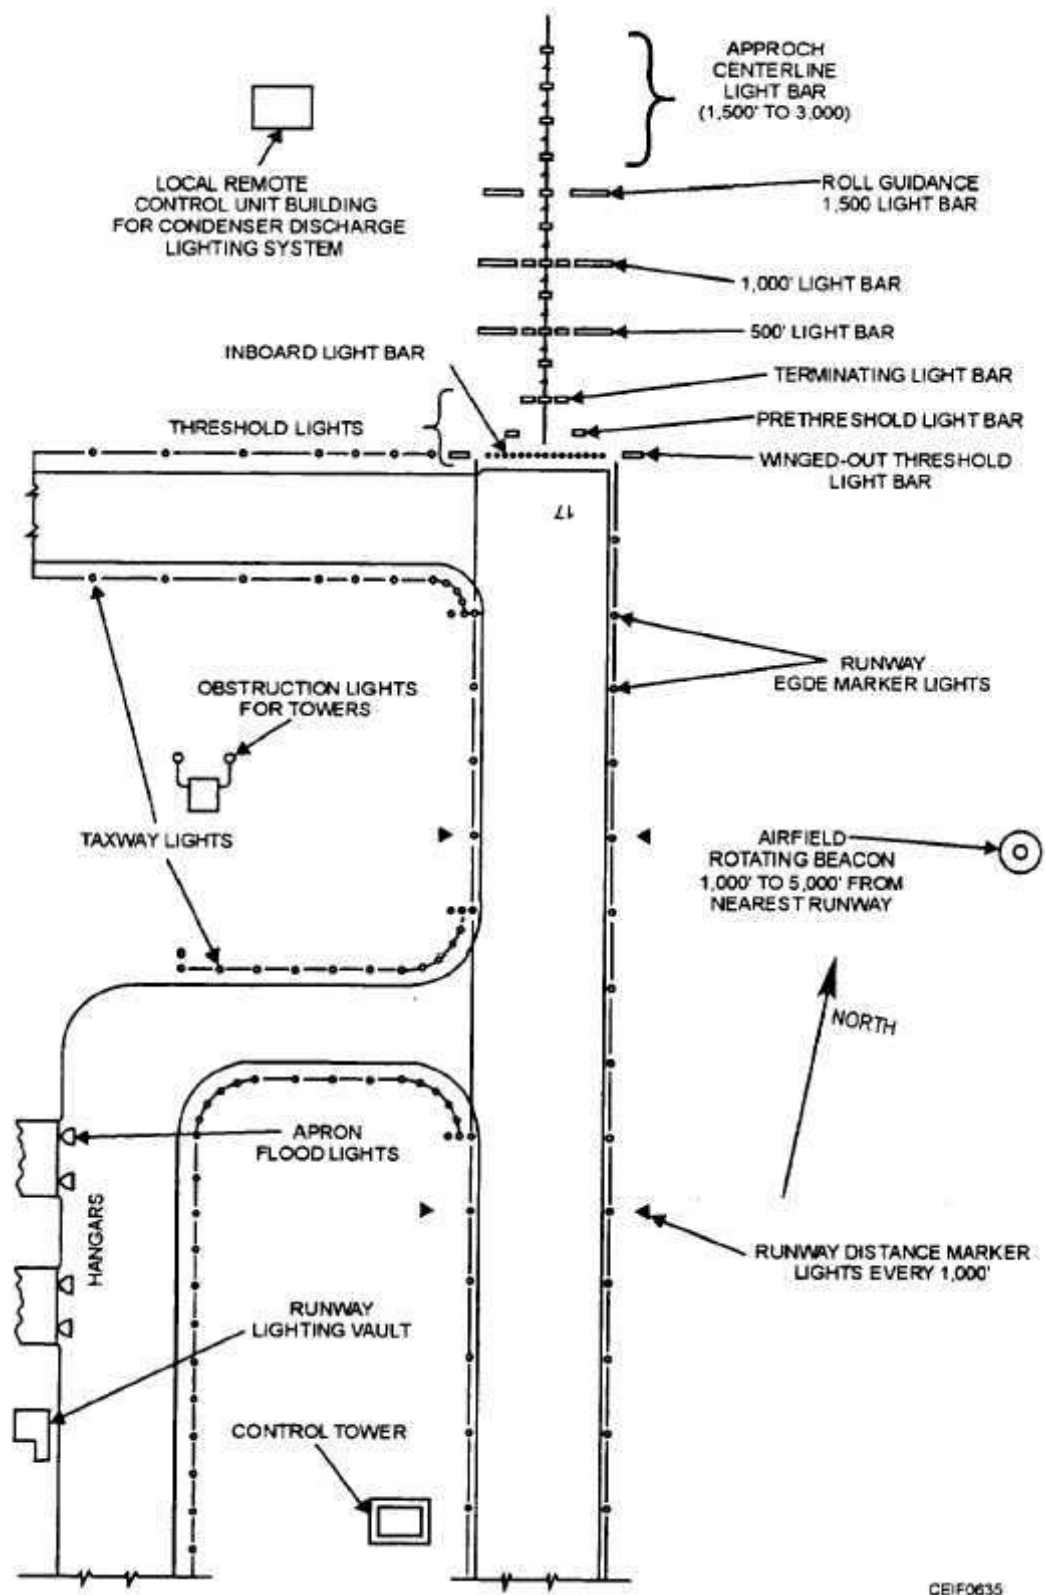 APPROCH
CENTERLINE
LIGHT BAR
(1,500' TO 3,000)
LOCAL REMOTE
CONTROL UNIT BUILDING
FOR CONDENSER DISCHARGE
LIGHTING SYSTEM
ROLL GUIDANCE
1,500 LIGHT BAR
1,000' LIGHT BAR
500' LIGHT BAR
INBOARD LIGHT BAR
TERMINATING LIGHT BAR
PRETHRESHOLD LIGHT BAR
THRESHOLD LIGHTS
WINGED-OUT THRESHOLD
LIGHT BAR
17
RUNWAY
EGDE MARKER LIGHTS
OBSTRUCTION LIGHTS
FOR TOWERS
TAXWAY LIGHTS
AIRFIELD
ROTATING BEACON
1,000' TO 5,000' FROM
NEAREST RUNWAY
NORTH
APRON
FLOOD LIGHTS
HANGARS
RUNWAY DISTANCE MARKER
LIGHTS EVERY 1,000'
RUNWAY
LIGHTING VAULT
CONTROL TOWER
CEIF0635